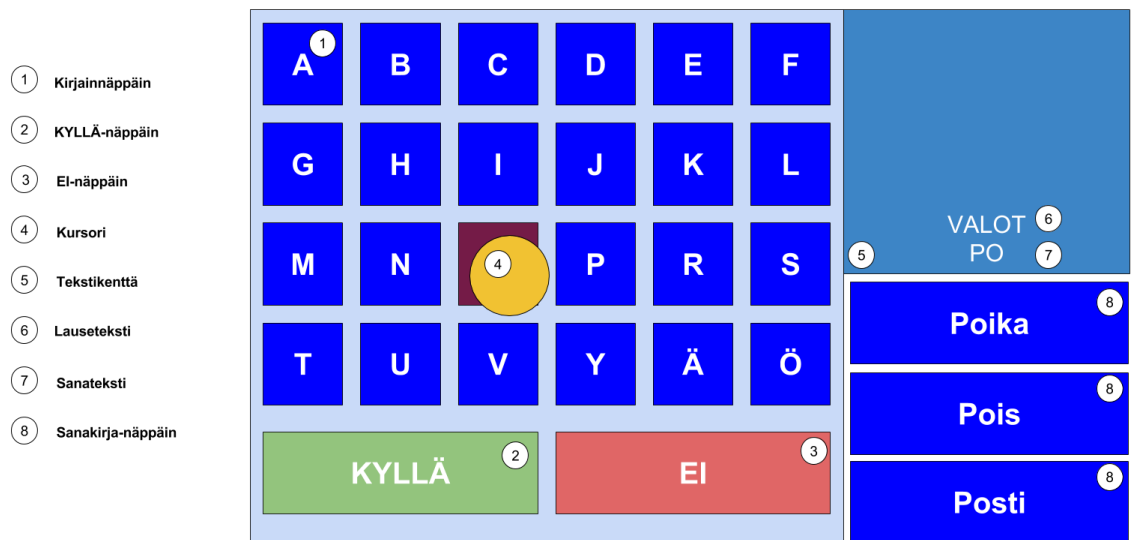 1 Kirjainnäppäin
2 KYLLÄ-näppäin
3 EI-näppäin
4 Kursori
5 Tekstikenttä
6 Lauseteksti
7 Sanateksti
8 Sanakirja-näppäin
A 1 B C D E F
G H I J K L
M N 4 P R S
T U V Y Ä Ö
KYLLÄ 2 EI 3
VALOT 6
5 PO 7
Poika 8
Pois 8
Posti 8